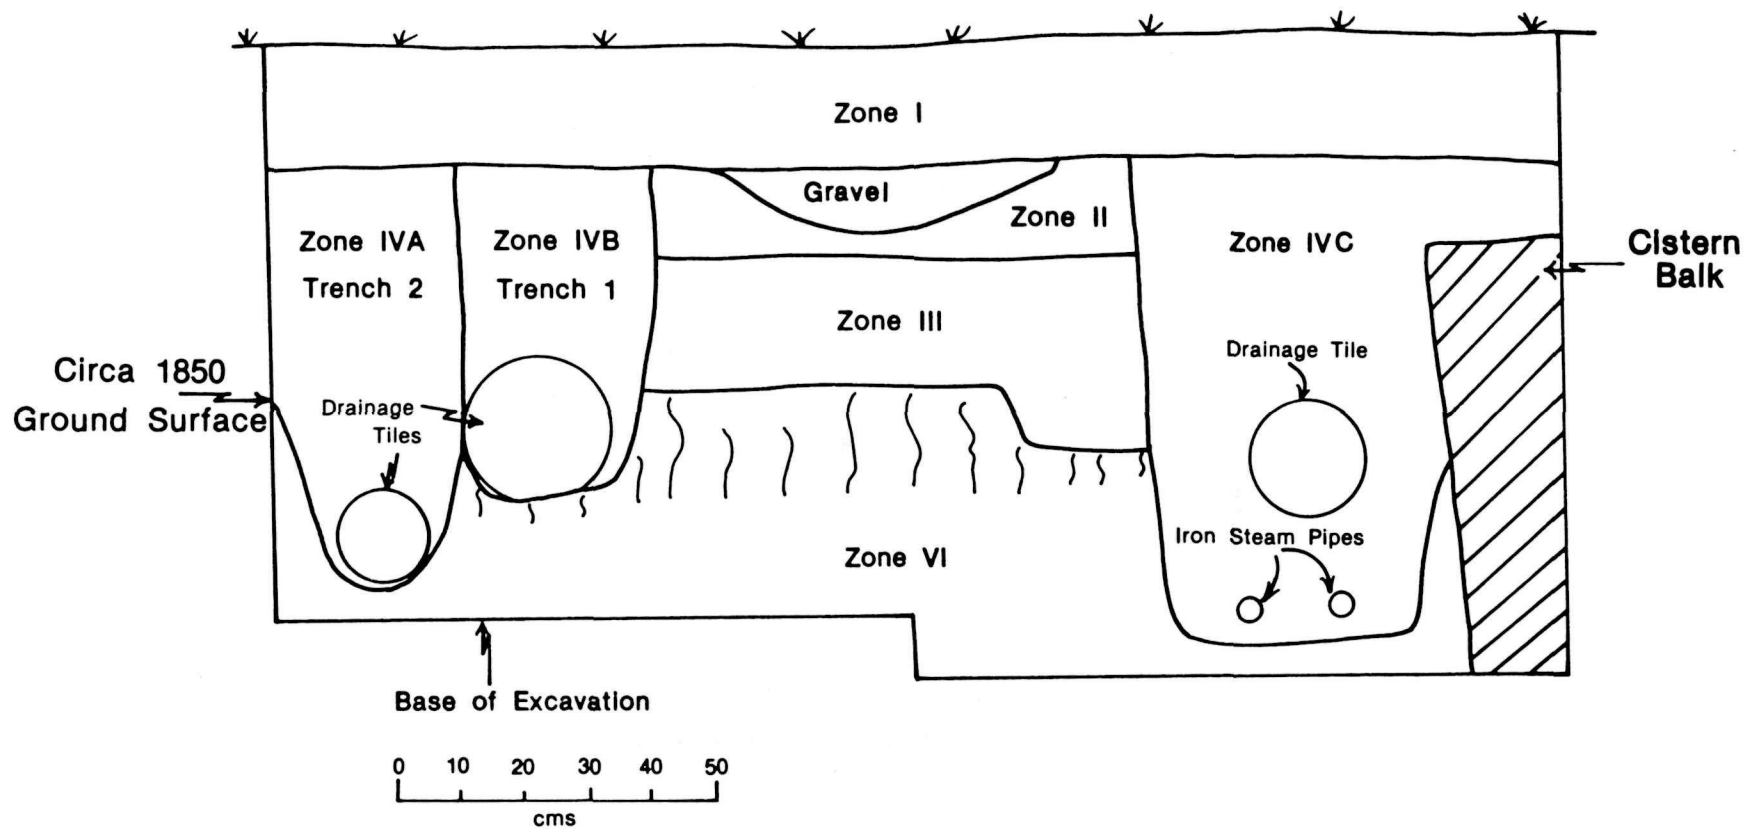 Zone I
Gravel
Zone II
Zone IVA
Trench 2
Zone IVB
Trench 1
Zone IVC
Cistern
Balk
Zone III
Circa 1850
Ground Surface
Drainage
Tiles
Drainage Tile
Iron Steam Pipes
Zone VI
Base of Excavation
0 10 20 30 40 50
cms